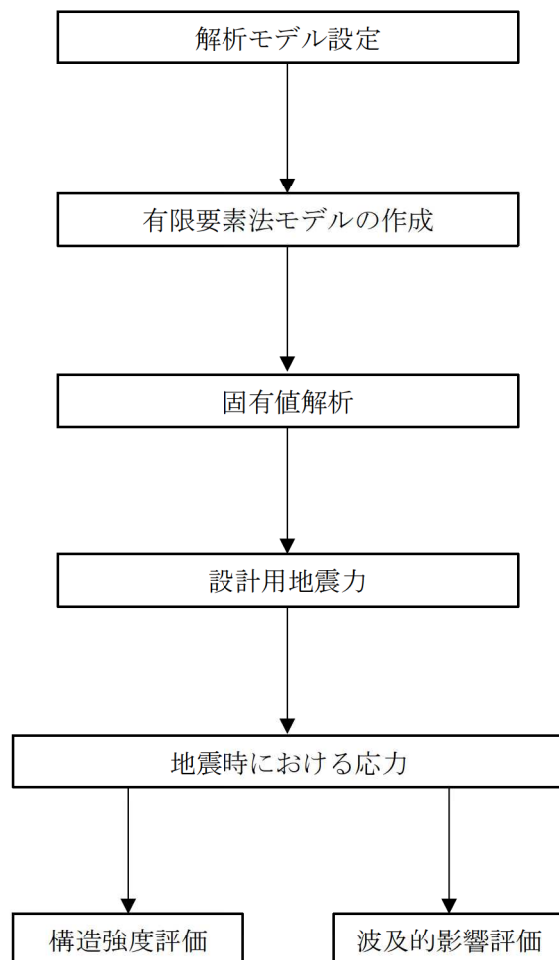 解析モデル設定
有限要素法モデルの作成
固有値解析
設計用地震力
地震時における応力
構造強度評価
波及的影響評価